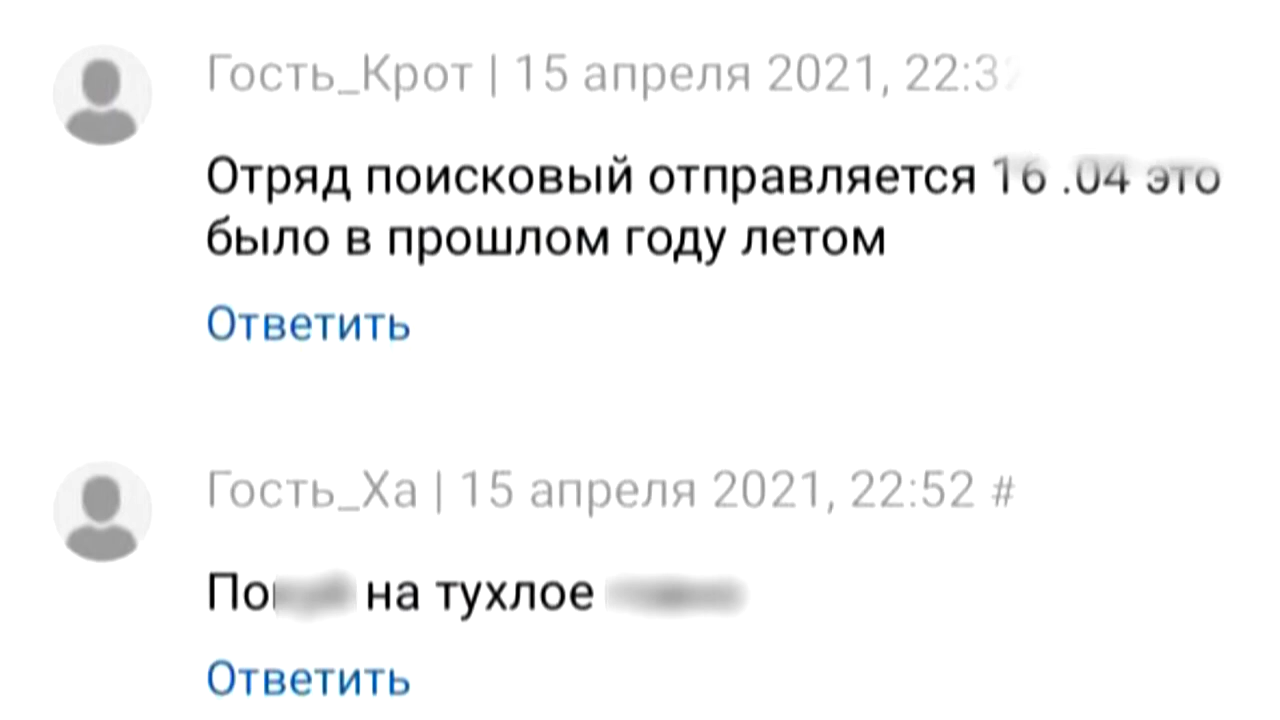 Гость_Крот | 15 апреля 2021,
Отряд поисковый отправляется 16 .04 это
было в прошлом году летом
Ответить
Гость_Ха | 15 апреля 2021, 22:52 #
на тухлое
Ответить